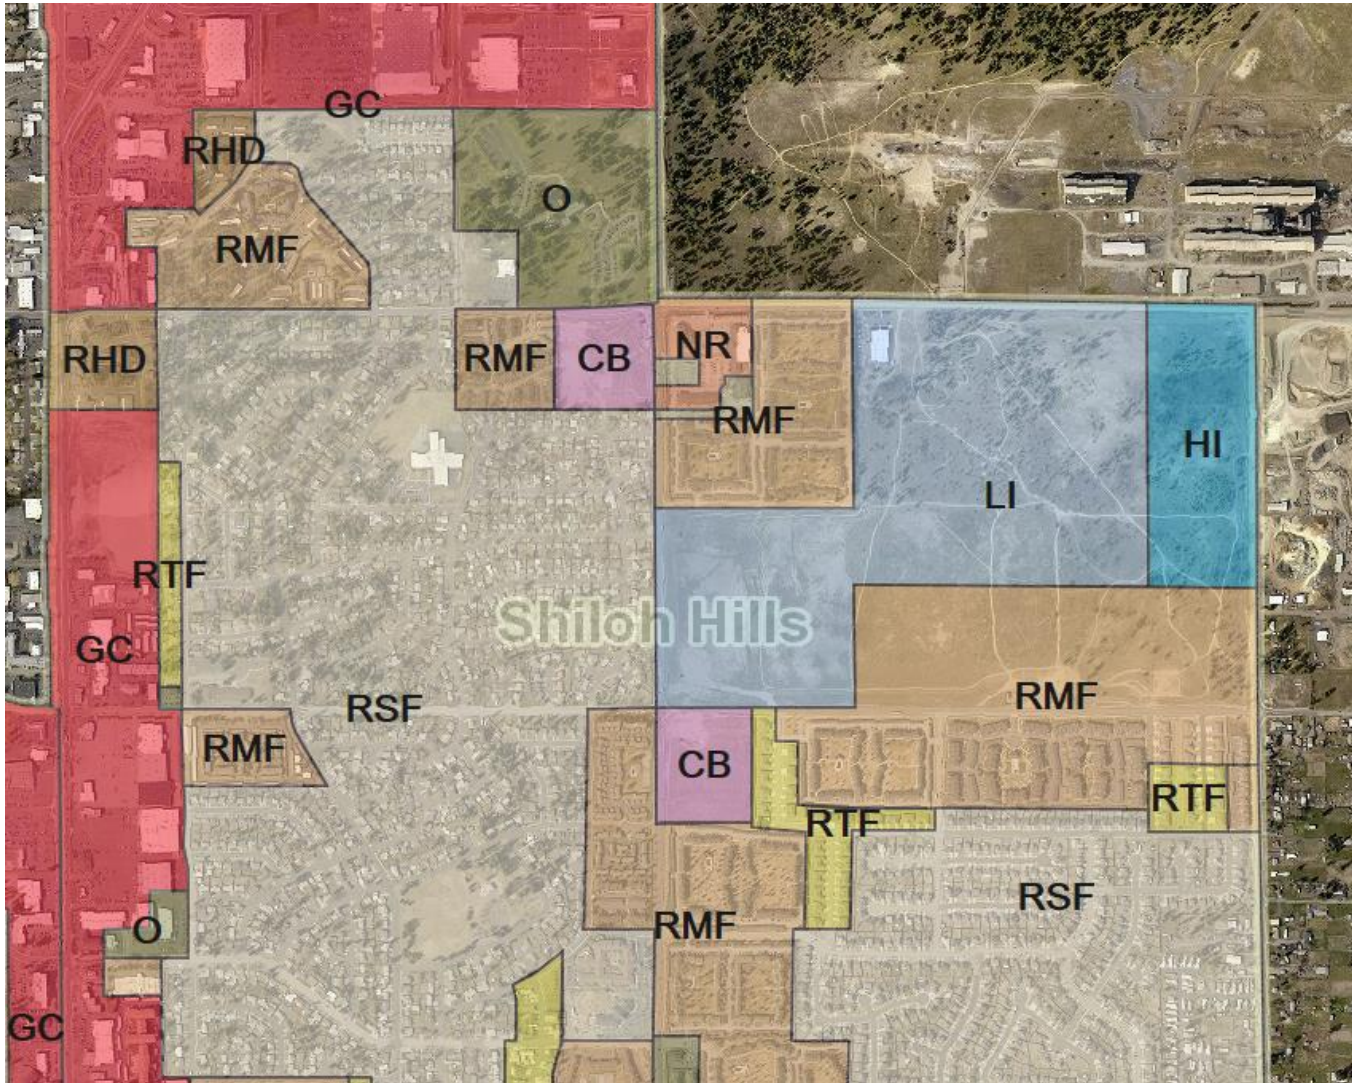 GC
RHD
O
RMF
NR
RHD
RMF
CB
RMF
HI
LI
RTF
Shiloh Hills
GC
RMF
RSF
RMF
CB
RTF
RTF
RSF
O
RMF
GC